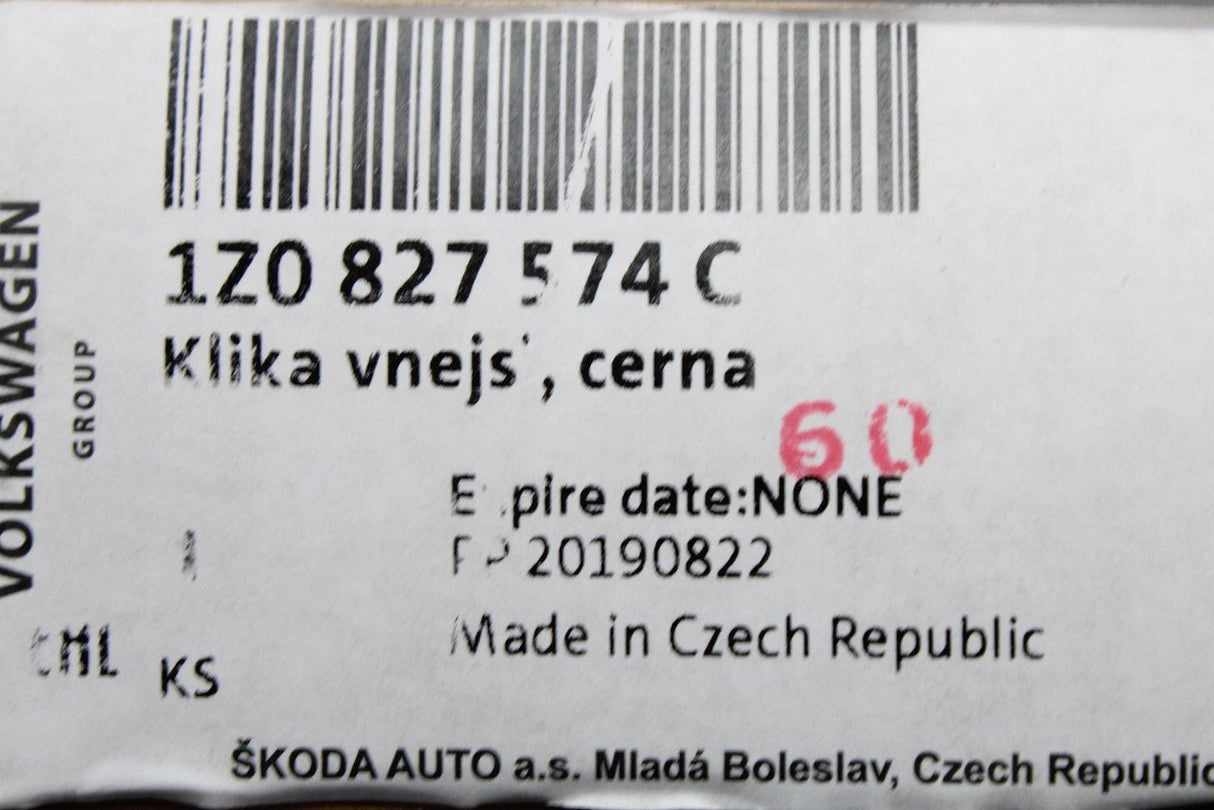 VOLKSWAGEN
GROUP
1Z0 827 574 C
Klika vnejs', cerna
60
date:NONE
20190822
Made in Czech Republic
KS
ŠKODA AUTO a.s. Mladá Boleslav, Czech Republic